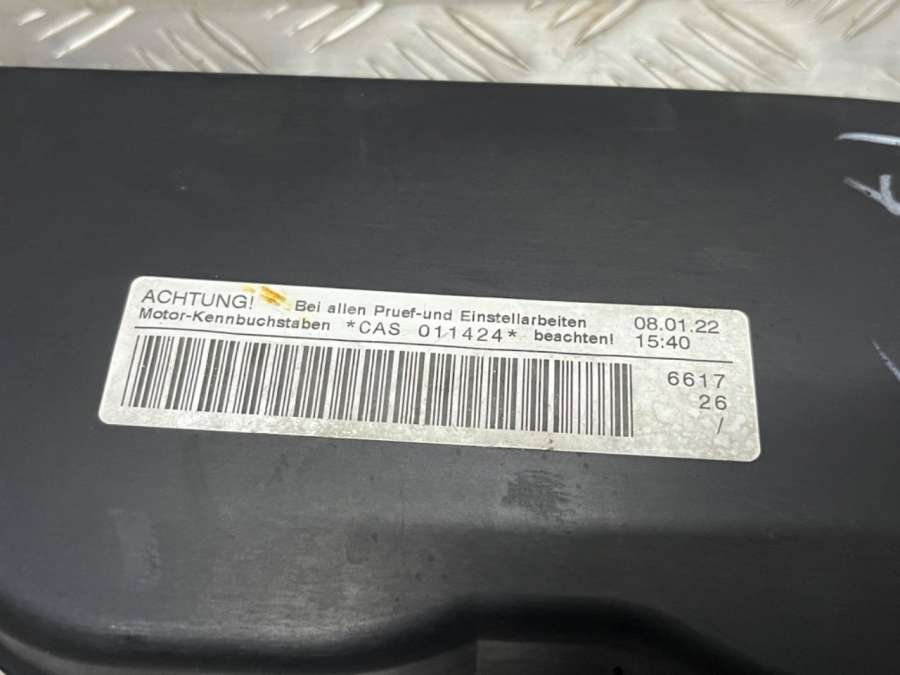 ACHTUNG! Bei allen Pruef-und Einstellarbeiten
Motor-Kennbuchstaben *CAS 011424* beachten!
08.01.22
15:40
6617
26
/